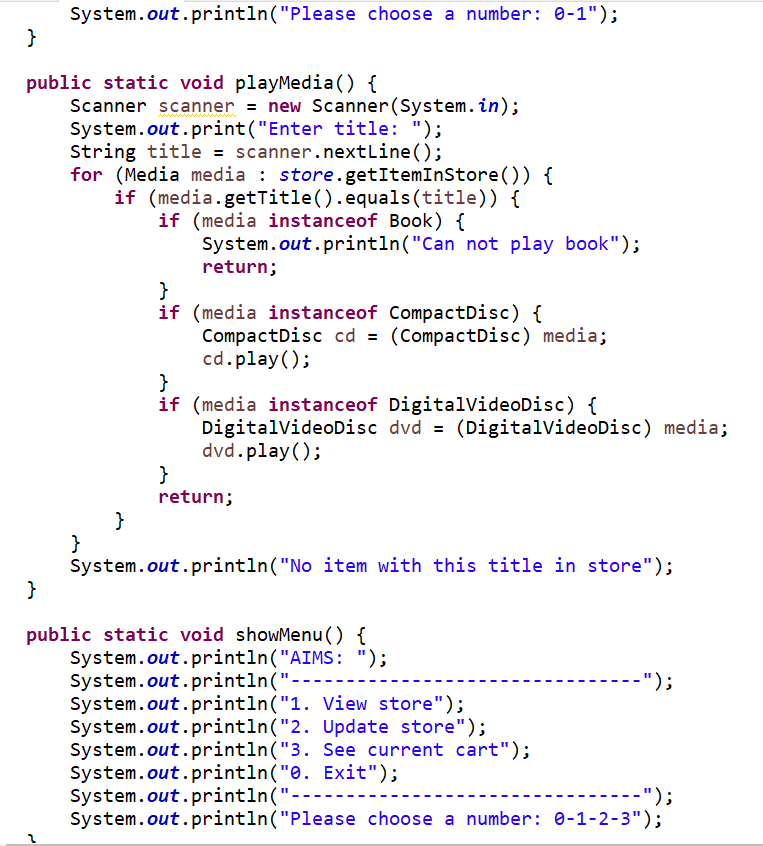 System.out.println("Please choose a number: 0-1");
}
public static void playMedia() {
Scanner scanner = new Scanner(System.in);
System.out.print("Enter title: ");
String title = scanner.nextLine();
for (Media media : store.getItemInStore()) {
if (media.getTitle().equals(title)) {
if (media instanceof Book) {
System.out.println("Can not play book");
return;
}
if (media instanceof CompactDisc) {
CompactDisc cd = (CompactDisc) media;
cd.play();
}
if (media instanceof DigitalVideoDisc) {
DigitalVideoDisc dvd = (DigitalVideoDisc) media;
dvd.play();
}
return;
}
}
System.out.println("No item with this title in store");
}
public static void showMenu() {
System.out.println("AIMS: ");
System.out.println("--------------------------------");
System.out.println("1. View store");
System.out.println("2. Update store");
System.out.println("3. See current cart");
System.out.println("0. Exit");
System.out.println("--------------------------------");
System.out.println("Please choose a number: 0-1-2-3");
}